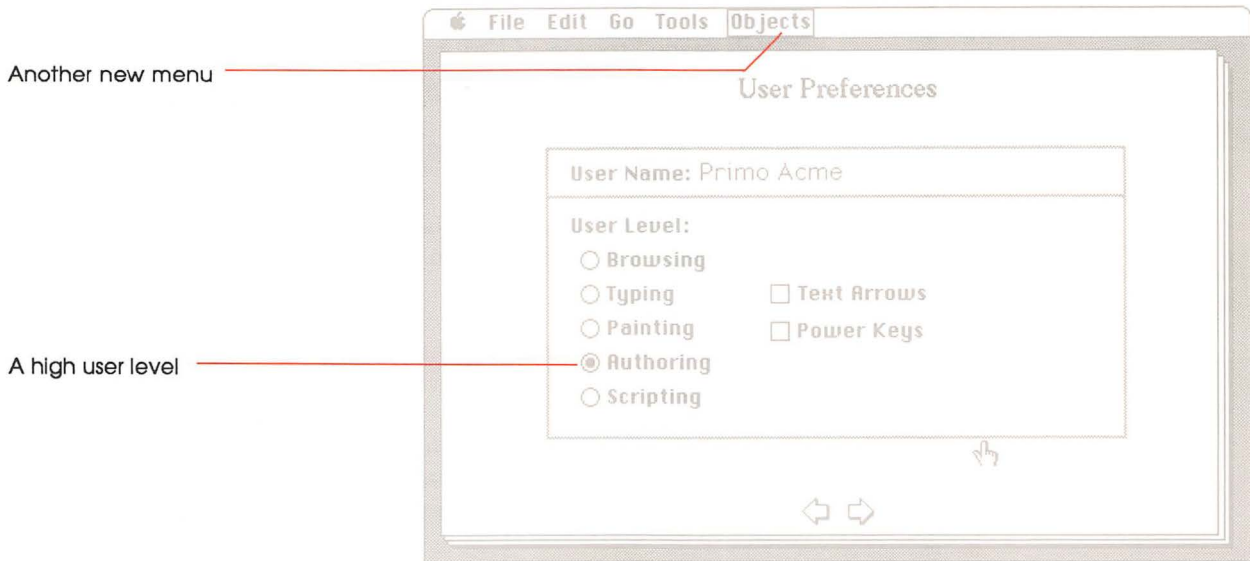 File Edit Go Tools Objects
Another new menu
User Preferences
User Name: Primo Acme
User Level:
Browsing
Typing
Text Arrows
Painting
Power Keys
A high user level
Authoring
Scripting